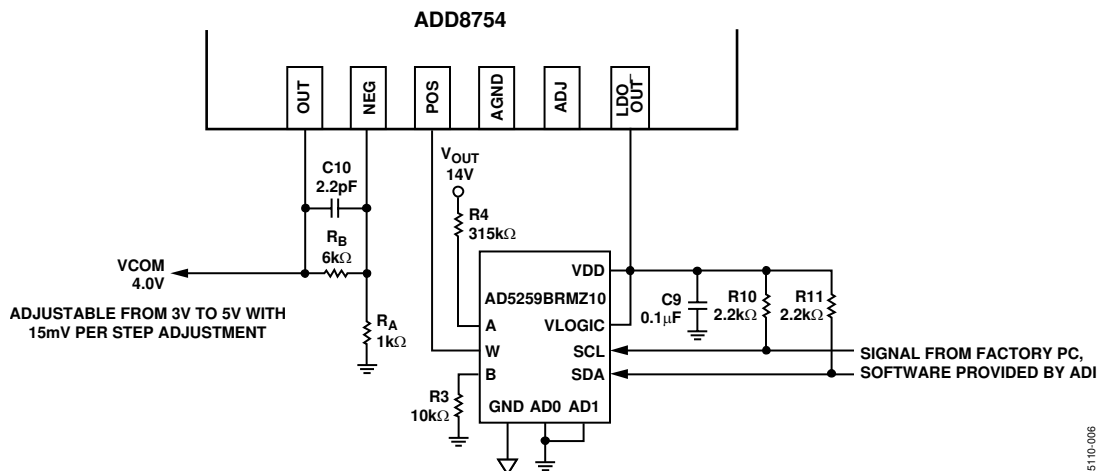 ADD8754
OUT
NEG
POS
AGND
ADJ
LDO_OUT
VOUT
14V
C10
2.2pF
R4
315kΩ
RB
6kΩ
VCOM
4.0V
ADJUSTABLE FROM 3V TO 5V WITH
15mV PER STEP ADJUSTMENT
RA
1kΩ
VDD
AD5259BRMZ10
VLOGIC
A
W
SCL
B
SDA
GND AD0 AD1
R3
10kΩ
C9
0.1µF
R10
2.2kΩ
R11
2.2kΩ
SIGNAL FROM FACTORY PC,
SOFTWARE PROVIDED BY ADI
5110-006